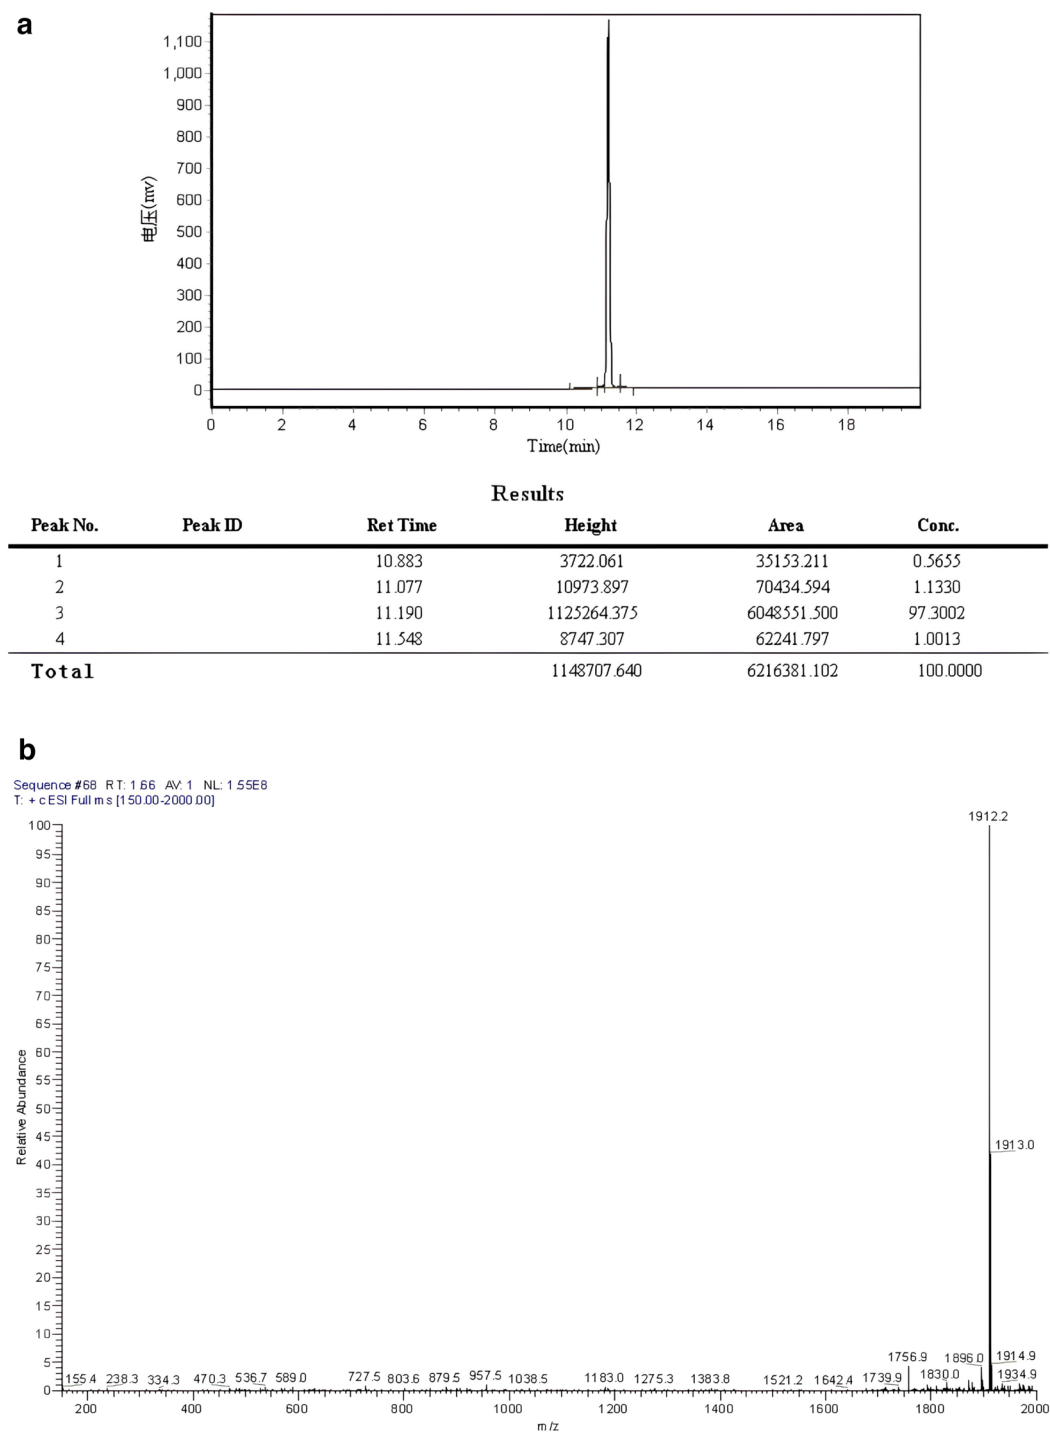 a
1,100
1,000
900
800
700
600
500
400
300
200
100
0
电压(mv)
0 2 4 6 8 10 12 14 16 18
Time(min)
Results
Peak No. Peak ID Ret Time Height Area Conc.
1 10.883 3722.061 35153.211 0.5655
2 11.077 10973.897 70434.594 1.1330
3 11.190 1125264.375 6048551.500 97.3002
4 11.548 8747.307 62241.797 1.0013
Total 1148707.640 6216381.102 100.0000
b
Sequence #68 RT: 1.66 AV: 1 NL: 1.55E8
T: + c ESI Full ms [150.00-2000.00]
1912.2
100
95
90
85
80
75
70
65
60
55
50
45
40
35
30
25
20
15
10
5
0
Relative Abundance
1913.0
1756.9 1896.0 1914.9
155.4 238.3 334.3 470.3 536.7 589.0 727.5 803.6 879.5 957.5 1038.5 1183.0 1275.3 1383.8 1521.2 1642.4 1739.9 1830.0 1934.9
200 400 600 800 1000 1200 1400 1600 1800 2000
m/z